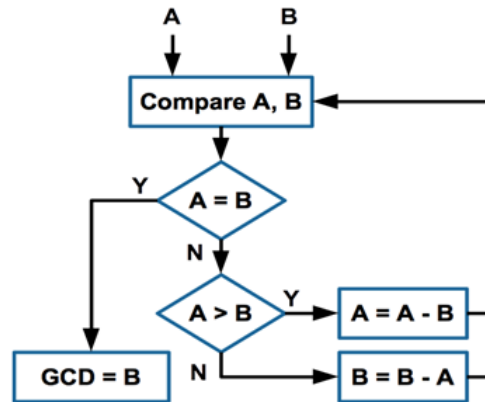 A
B
Compare A, B
Y
A = B
N
A > B
Y
A = A - B
GCD = B
N
B = B - A